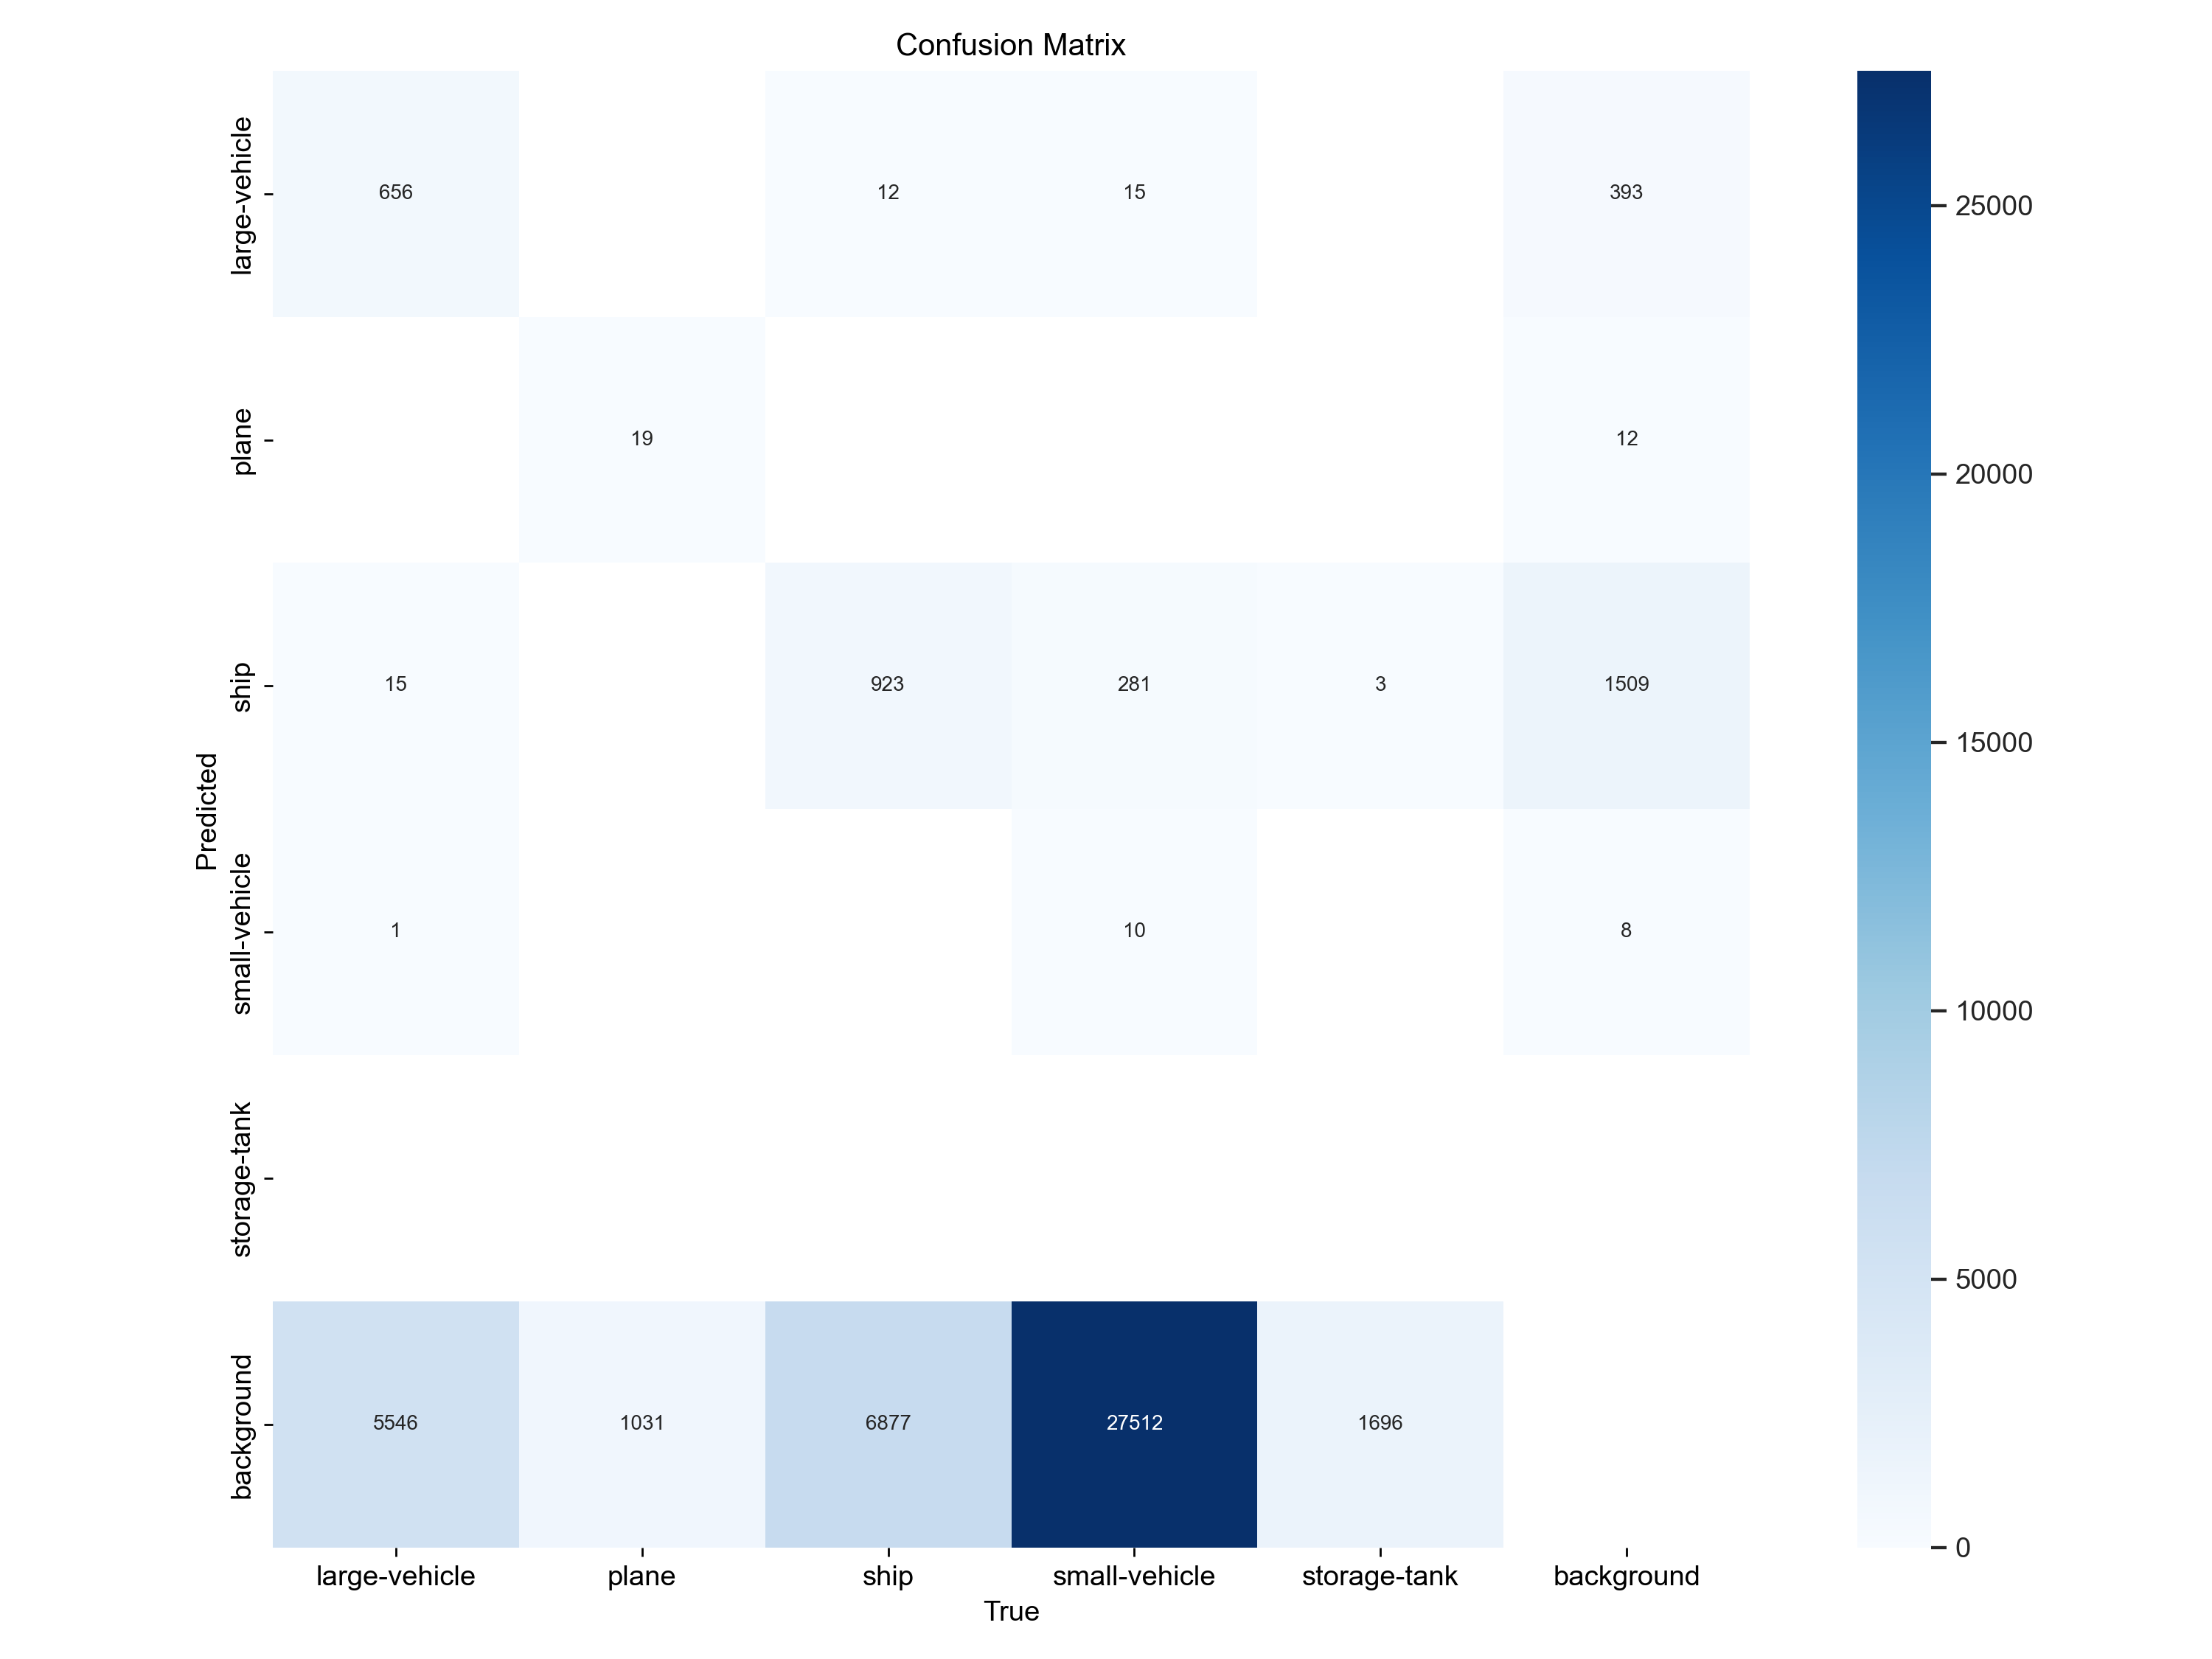 Confusion Matrix
large-vehicle
656
12
15
393
25000
plane
19
12
20000
ship
15
923
281
3
1509
15000
Predicted
small-vehicle
1
10
8
10000
storage-tank
5000
background
5546
1031
6877
27512
1696
0
large-vehicle
plane
ship
small-vehicle
storage-tank
background
True